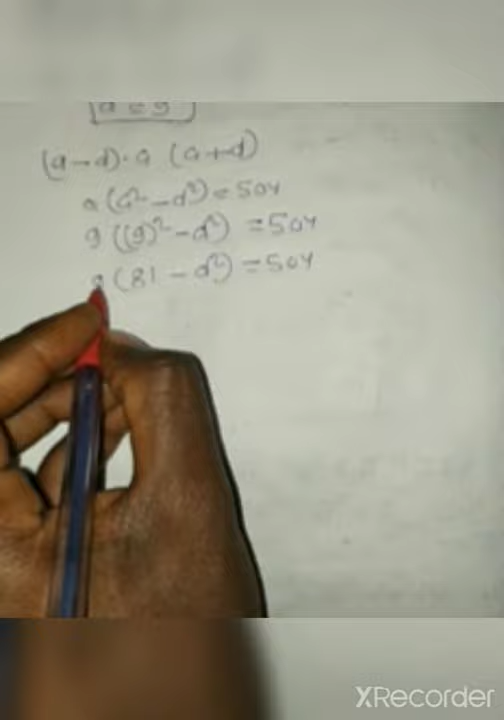 a = 9
(a-d)·a (a+d)
a(a² - d²) = 504
9((9)² - d²) = 504
9(81 - d²) = 504
XRecorder